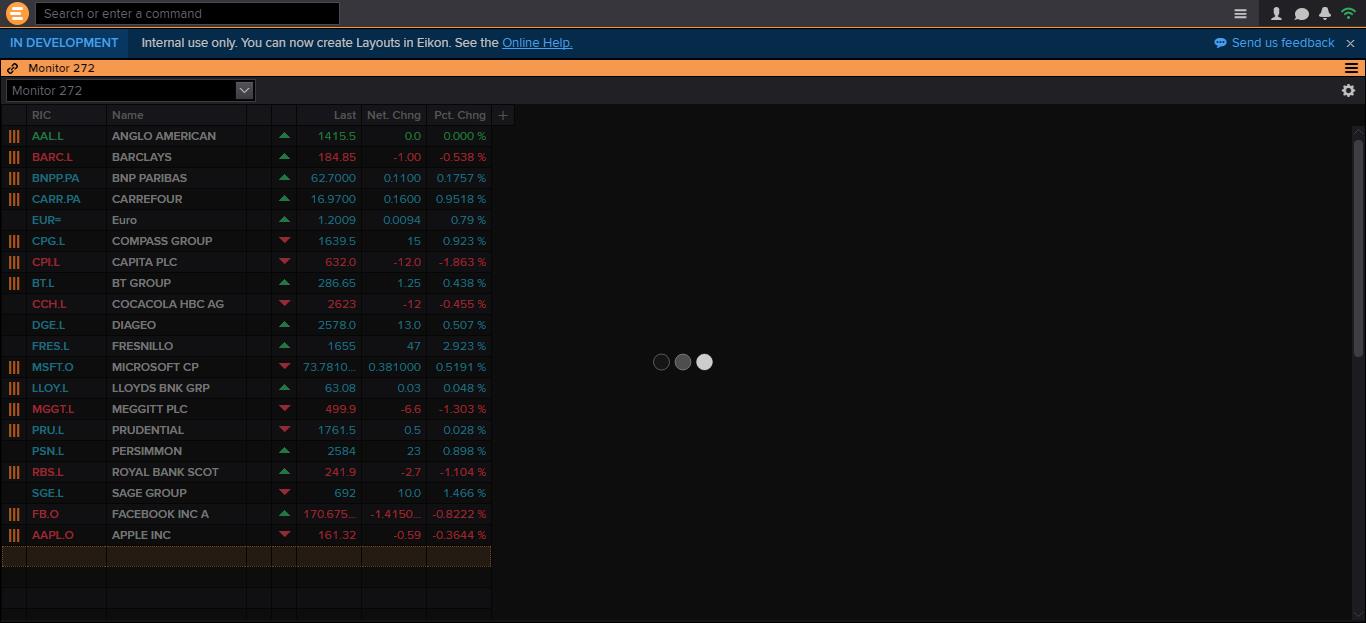 Search or enter a command
IN DEVELOPMENT Internal use only. You can now create Layouts in Eikon. See the Online Help. Send us feedback
Monitor 272
Monitor 272
RIC Name Last Net. Chng Pct. Chng +
AAL.L ANGLO AMERICAN 1415.5 0.0 0.000 %
BARC.L BARCLAYS 184.85 -1.00 -0.538 %
BNPP.PA BNP PARIBAS 62.7000 0.1100 0.1757 %
CARR.PA CARREFOUR 16.9700 0.1600 0.9518 %
EUR= Euro 1.2009 0.0094 0.79 %
CPG.L COMPASS GROUP 1639.5 15 0.923 %
CPI.L CAPITA PLC 632.0 -12.0 -1.863 %
BT.L BT GROUP 286.65 1.25 0.438 %
CCH.L COCACOLA HBC AG 2623 -12 -0.455 %
DGE.L DIAGEO 2578.0 13.0 0.507 %
FRES.L FRESNILLO 1655 47 2.923 %
MSFT.O MICROSOFT CP 73.7810... 0.381000 0.5191 %
LLOY.L LLOYDS BNK GRP 63.08 0.03 0.048 %
MGGT.L MEGGITT PLC 499.9 -6.6 -1.303 %
PRU.L PRUDENTIAL 1761.5 0.5 0.028 %
PSN.L PERSIMMON 2584 23 0.898 %
RBS.L ROYAL BANK SCOT 241.9 -2.7 -1.104 %
SGE.L SAGE GROUP 692 10.0 1.466 %
FB.O FACEBOOK INC A 170.675... -1.4150... -0.8222 %
AAPL.O APPLE INC 161.32 -0.59 -0.3644 %